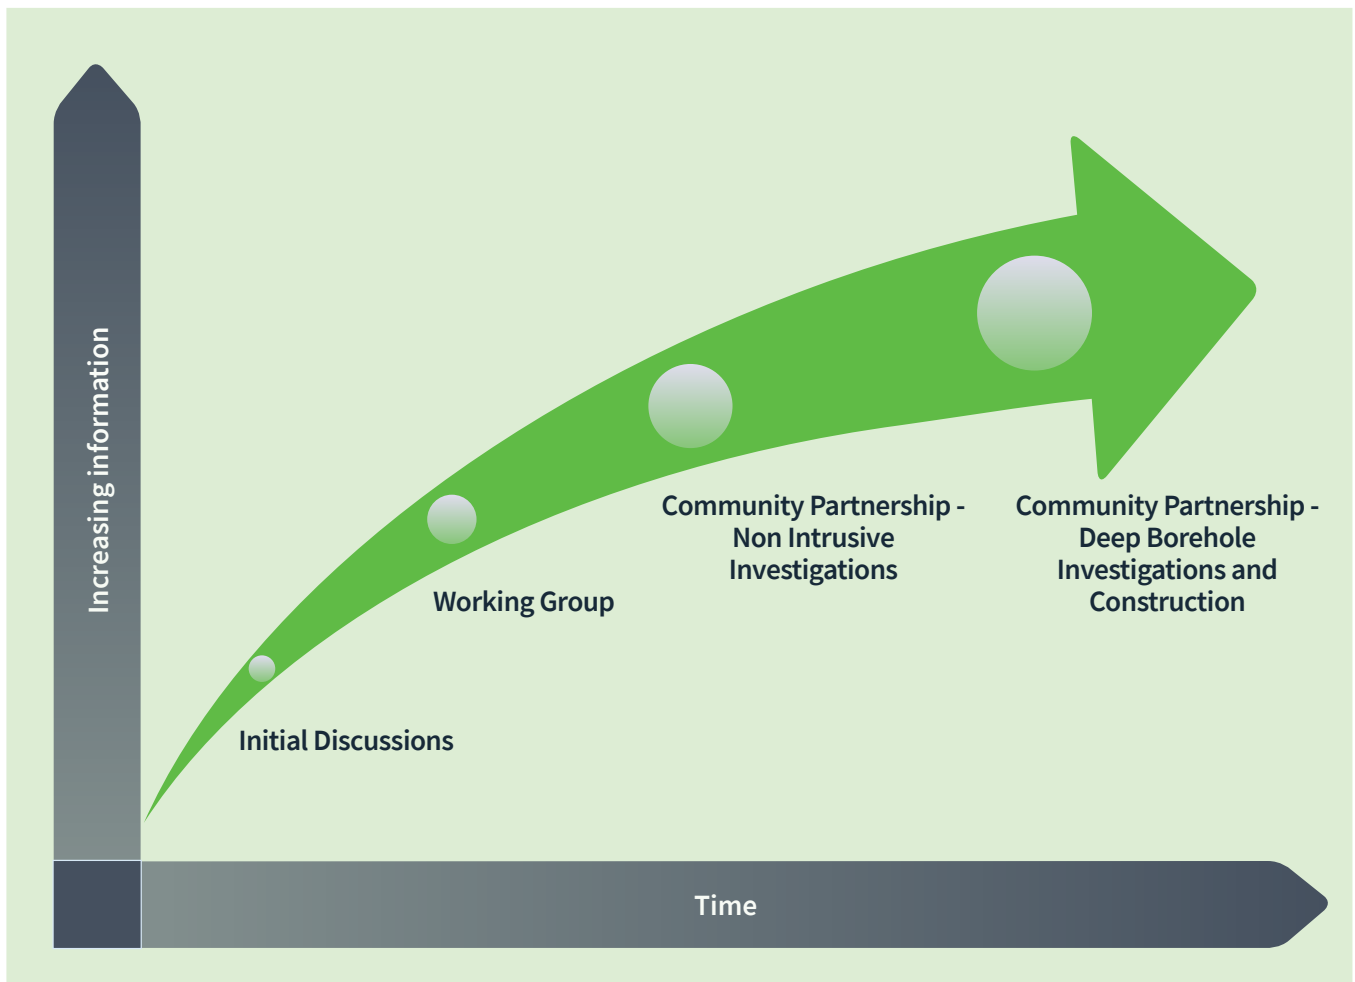 Increasing information
Community Partnership -
Non Intrusive
Investigations
Community Partnership -
Deep Borehole
Investigations and
Construction
Working Group
Initial Discussions
Time